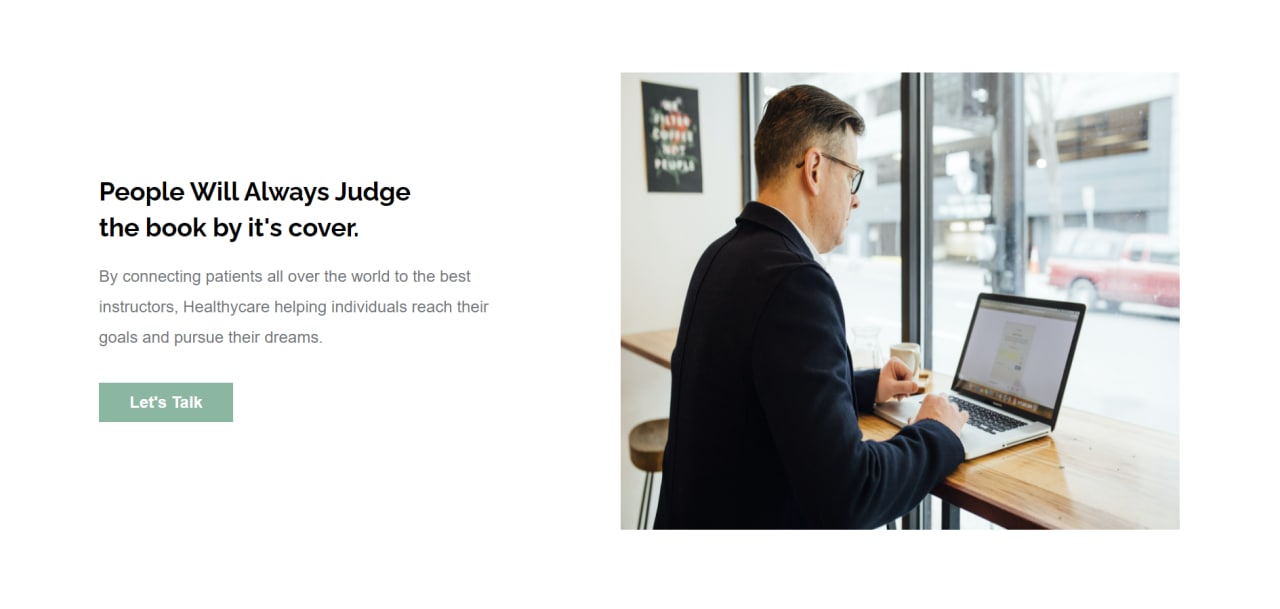 People Will Always Judge
the book by it's cover.
By connecting patients all over the world to the best
instructors, Healthycare helping individuals reach their
goals and pursue their dreams.
Let's Talk
WE
FILTER
COFFEE
NOT
PEOPLE